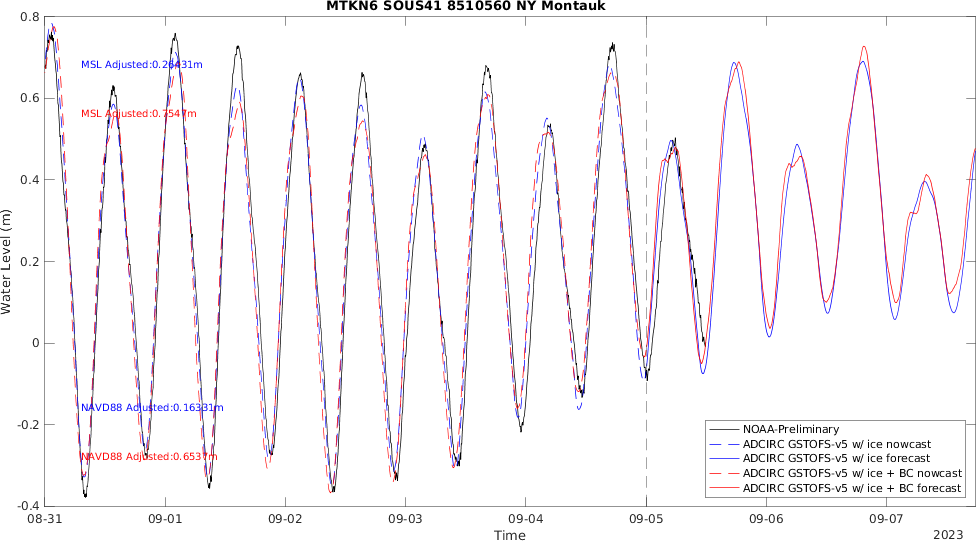 MTKN6 SOUS41 8510560 NY Montauk
0.8
0.6
0.4
0.2
0
-0.2
-0.4
Water Level (m)
MSL Adjusted:0.26431m
MSL Adjusted:0.7547m
NAVD88 Adjusted:0.16331m
NAVD88 Adjusted:0.6537m
NOAA-Preliminary
ADCIRC GSTOFS-v5 w/ ice nowcast
ADCIRC GSTOFS-v5 w/ ice forecast
ADCIRC GSTOFS-v5 w/ ice + BC nowcast
ADCIRC GSTOFS-v5 w/ ice + BC forecast
08-31 09-01 09-02 09-03 09-04 09-05 09-06 09-07
Time
2023